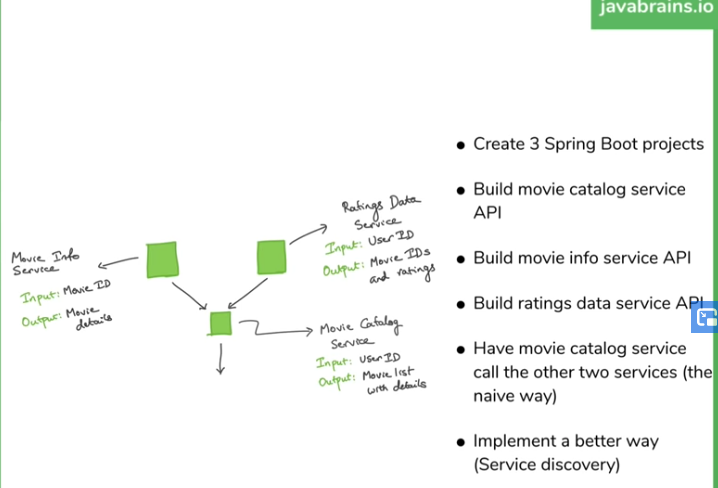 javabrains.io
Movie Info
Service
Input: Movie ID
Output: Movie
details
Ratings Data
Service
Input: User ID
Output: Movie IDs
and ratings
Movie Catalog
Service
Input: User ID
Output: Movie list
with details
● Create 3 Spring Boot projects
● Build movie catalog service
API
● Build movie info service API
● Build ratings data service API
● Have movie catalog service
call the other two services (the
naive way)
● Implement a better way
(Service discovery)